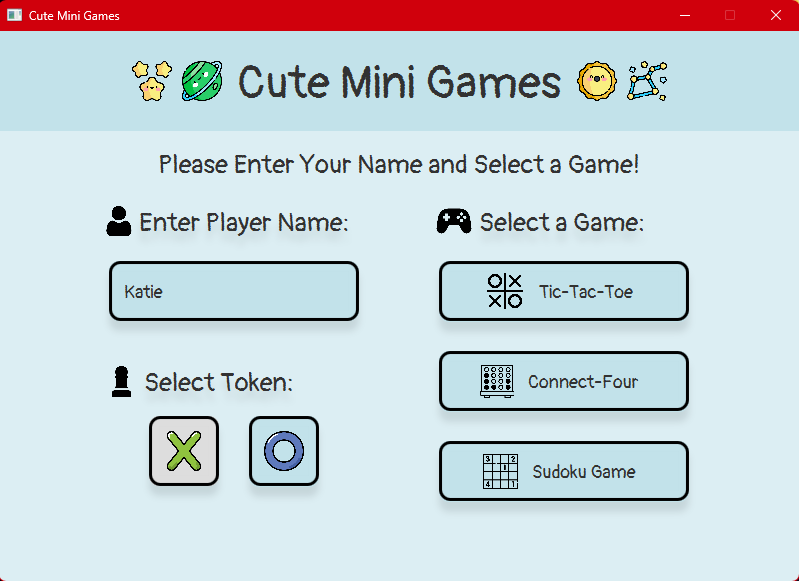 Cute Mini Games
Cute Mini Games
Please Enter Your Name and Select a Game!
Enter Player Name:
Katie
Select Token:
X
O
Select a Game:
Tic-Tac-Toe
Connect-Four
Sudoku Game